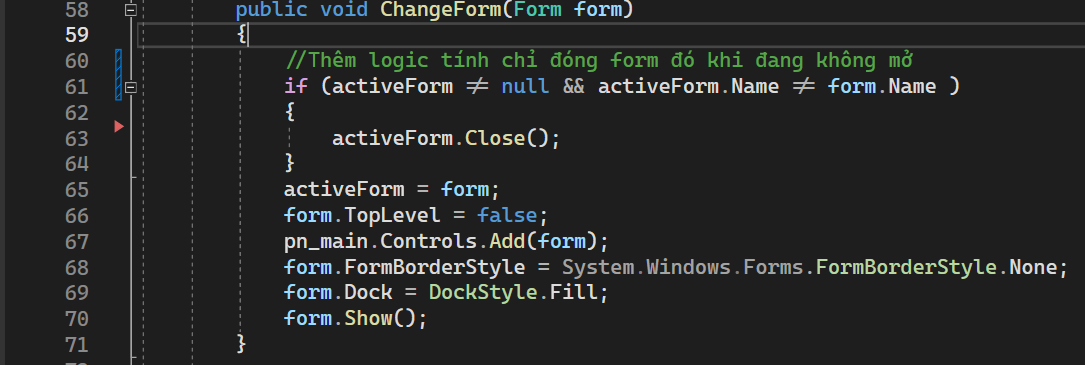 58 public void ChangeForm(Form form)
59 {
60 //Thêm logic tính chỉ đóng form đó khi đang không mở
61 if (activeForm ≠ null && activeForm.Name ≠ form.Name )
62 {
63 activeForm.Close();
64 }
65 activeForm = form;
66 form.TopLevel = false;
67 pn_main.Controls.Add(form);
68 form.FormBorderStyle = System.Windows.Forms.FormBorderStyle.None;
69 form.Dock = DockStyle.Fill;
70 form.Show();
71 }